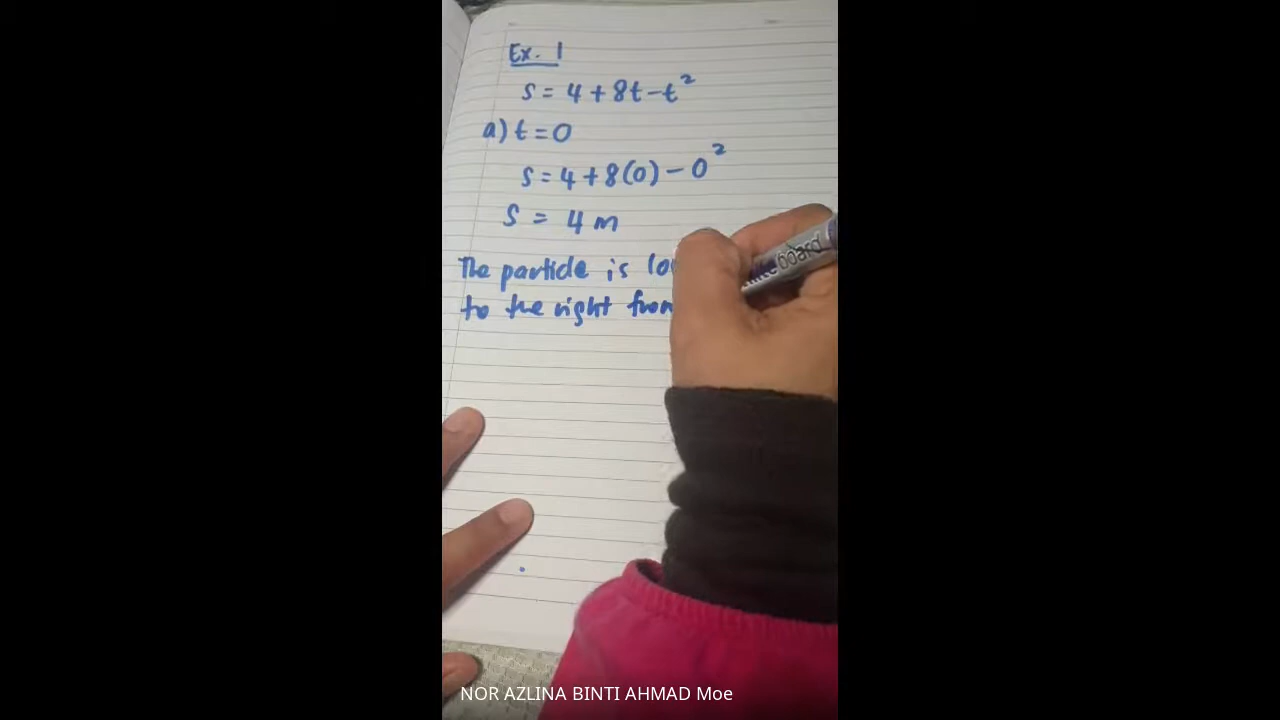 Ex. 1
s = 4 + 8t - t²
a) t = 0
s = 4 + 8(0) - 0²
s = 4 m
The particle is
to the right from
board
NOR AZLINA BINTI AHMAD Moe